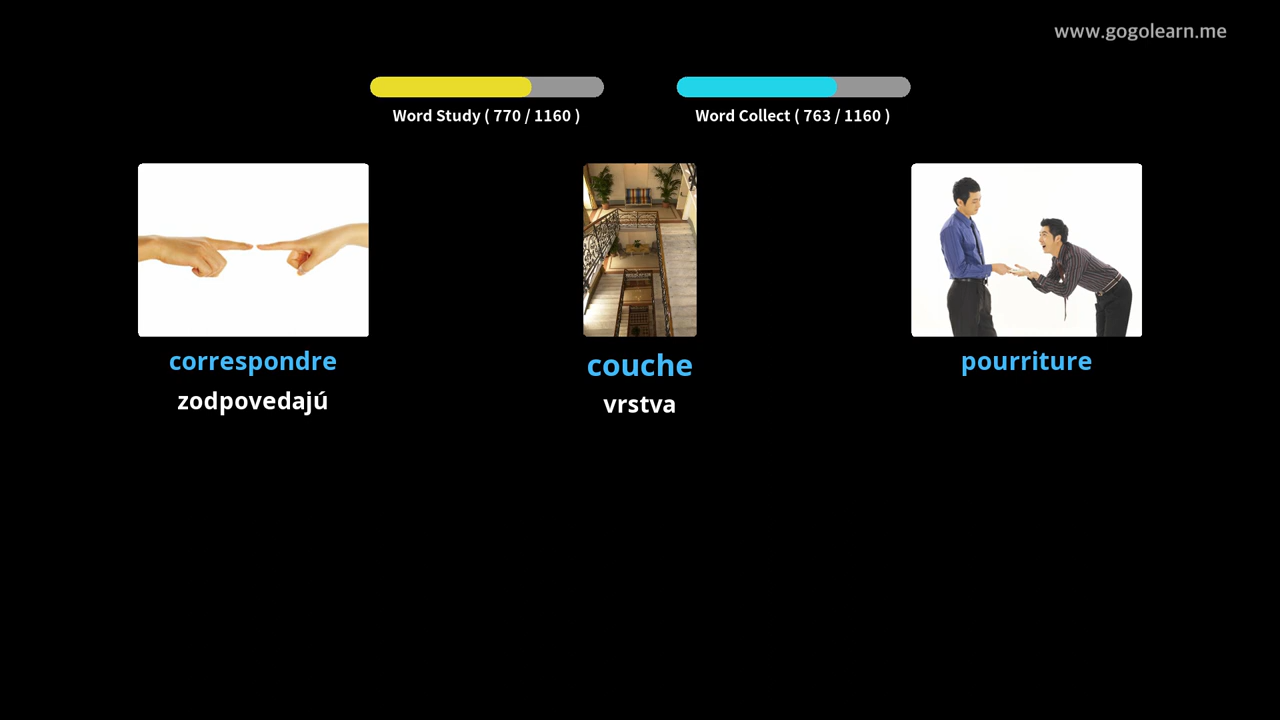 www.gogolearn.me
Word Study ( 770 / 1160 )
Word Collect ( 763 / 1160 )
correspondre
zodpovedajú
couche
vrstva
pourriture